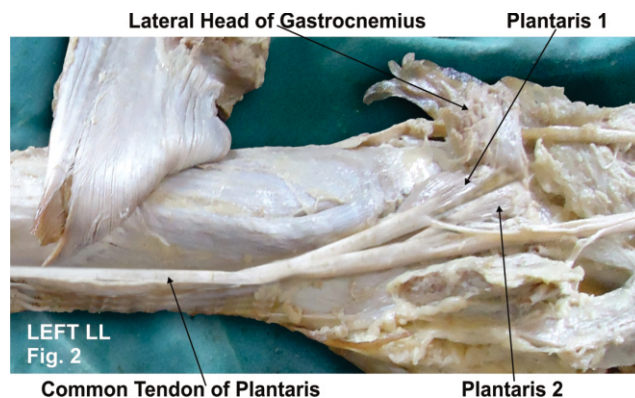 Lateral Head of Gastrocnemius
Plantaris 1
LEFT LL
Fig. 2
Common Tendon of Plantaris
Plantaris 2